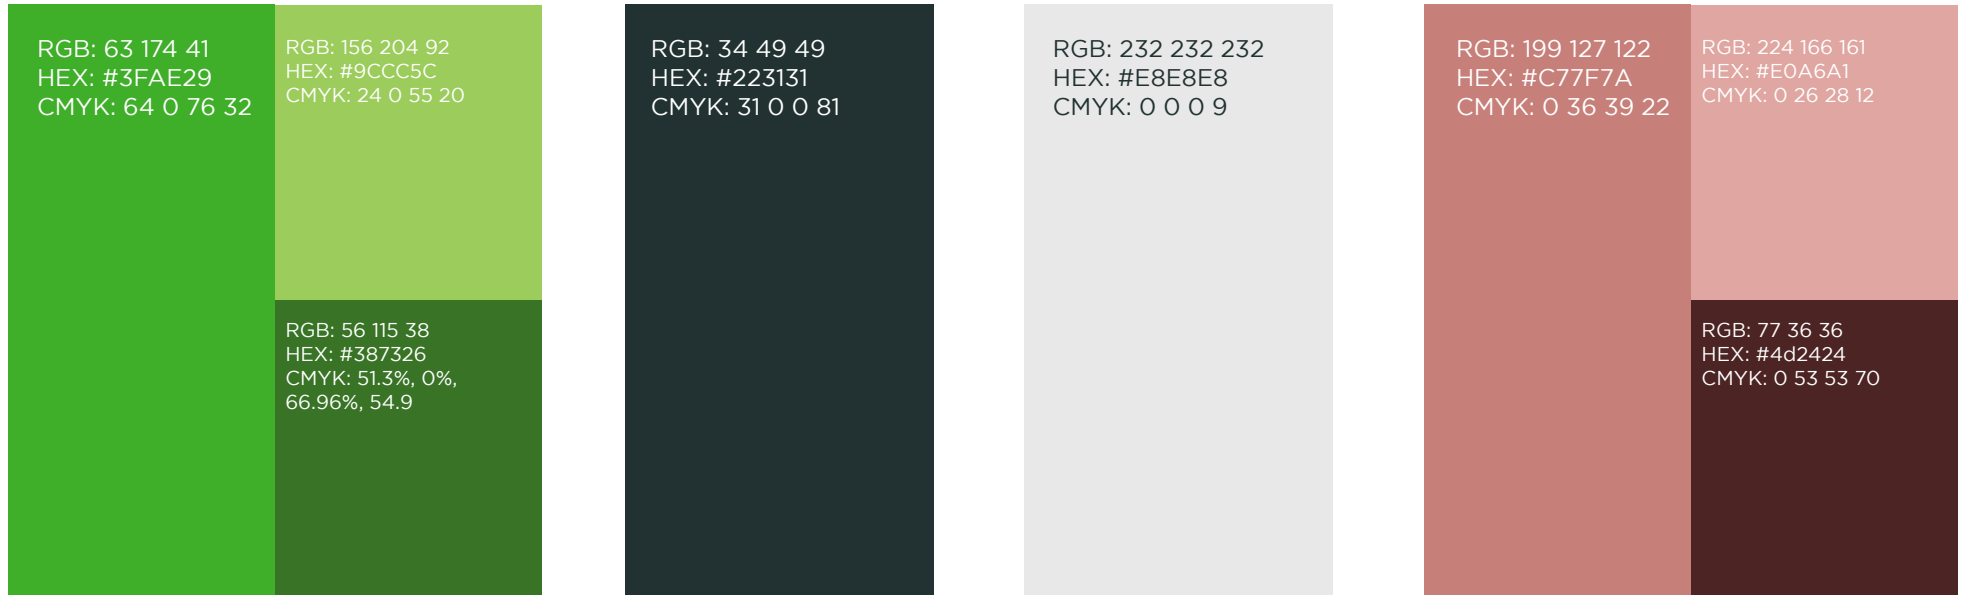 RGB: 63 174 41
HEX: #3FAE29
CMYK: 64 0 76 32
RGB: 156 204 92
HEX: #9CCC5C
CMYK: 24 0 55 20
RGB: 56 115 38
HEX: #387326
CMYK: 51.3%, 0%,
66.96%, 54.9
RGB: 34 49 49
HEX: #223131
CMYK: 31 0 0 81
RGB: 232 232 232
HEX: #E8E8E8
CMYK: 0 0 0 9
RGB: 199 127 122
HEX: #C77F7A
CMYK: 0 36 39 22
RGB: 224 166 161
HEX: #E0A6A1
CMYK: 0 26 28 12
RGB: 77 36 36
HEX: #4d2424
CMYK: 0 53 53 70